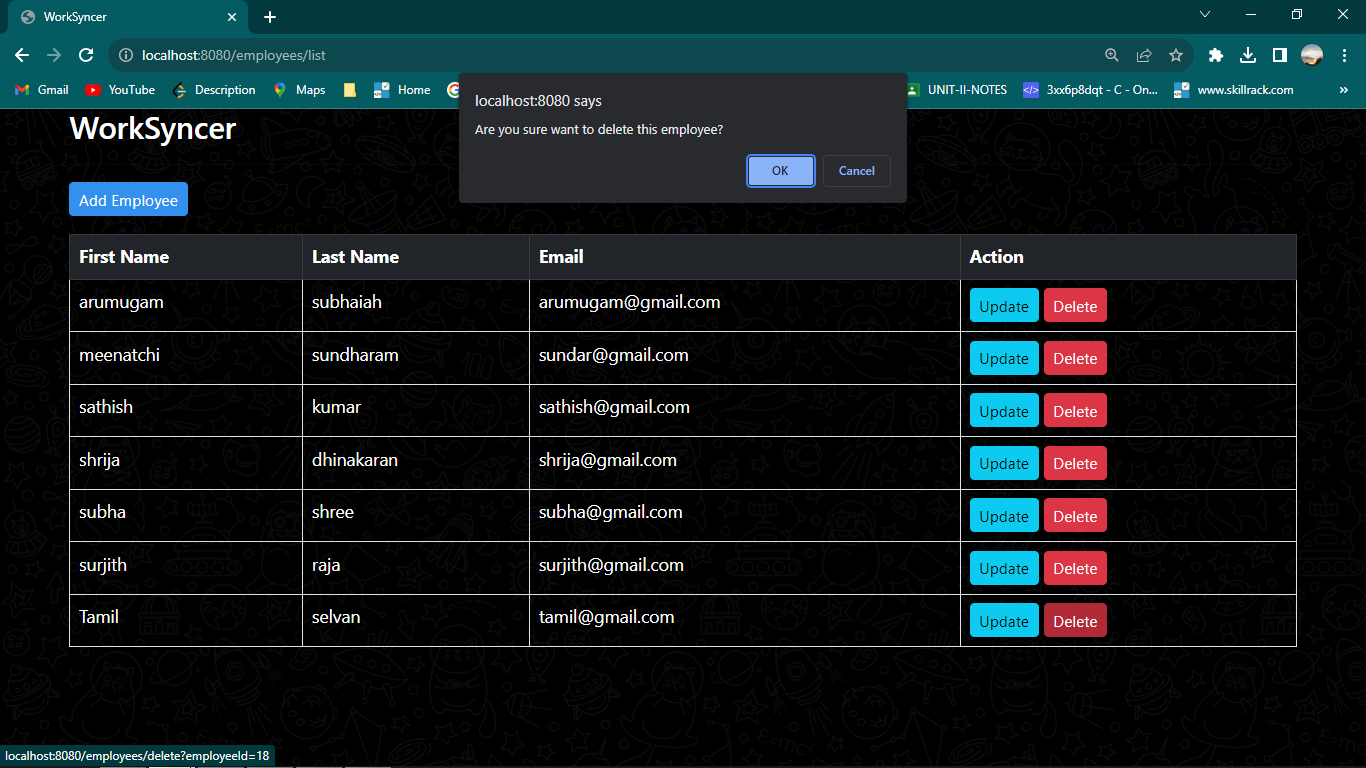 WorkSyncer
localhost:8080/employees/list
Gmail YouTube Description Maps Home UNIT-II-NOTES 3xx6p8dqt - C - On... www.skillrack.com »
localhost:8080 says
Are you sure want to delete this employee?
OK Cancel
WorkSyncer
Add Employee
First Name Last Name Email Action
arumugam subhaiah arumugam@gmail.com Update Delete
meenatchi sundharam sundar@gmail.com Update Delete
sathish kumar sathish@gmail.com Update Delete
shrija dhinakaran shrija@gmail.com Update Delete
subha shree subha@gmail.com Update Delete
surjith raja surjith@gmail.com Update Delete
Tamil selvan tamil@gmail.com Update Delete
localhost:8080/employees/delete?employeeId=18